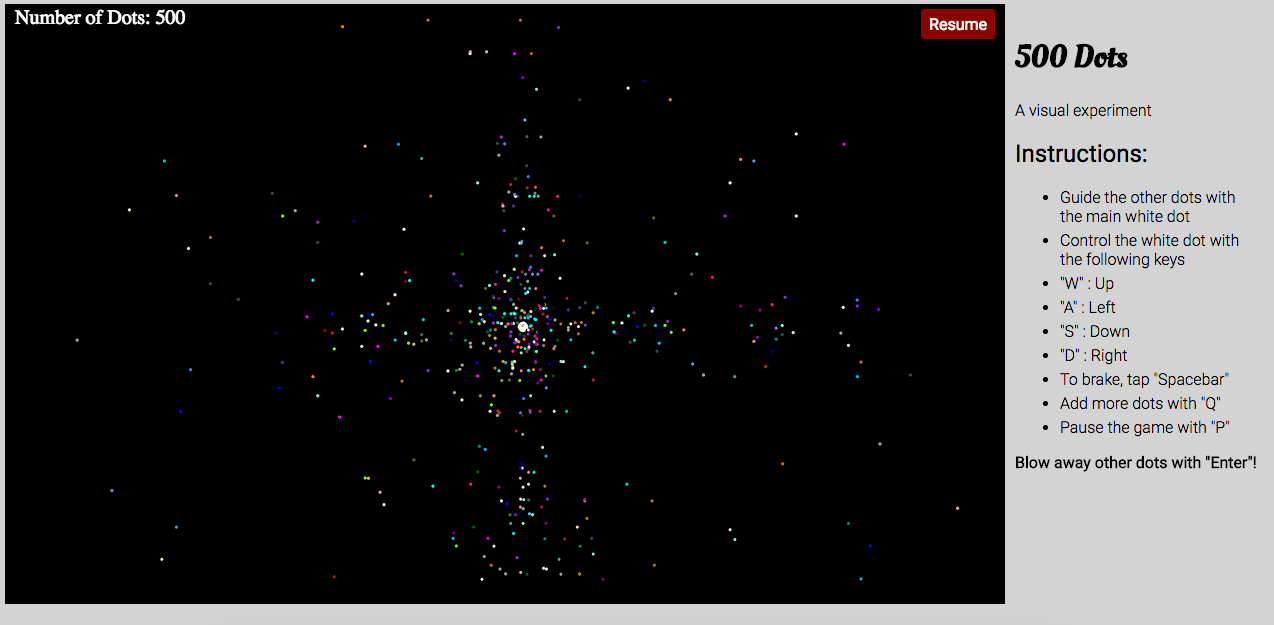 Number of Dots: 500
Resume
500 Dots
A visual experiment
Instructions:
• Guide the other dots with
the main white dot
• Control the white dot with
the following keys
• "W" : Up
• "A" : Left
• "S" : Down
• "D" : Right
• To brake, tap "Spacebar"
• Add more dots with "Q"
• Pause the game with "P"
Blow away other dots with "Enter"!